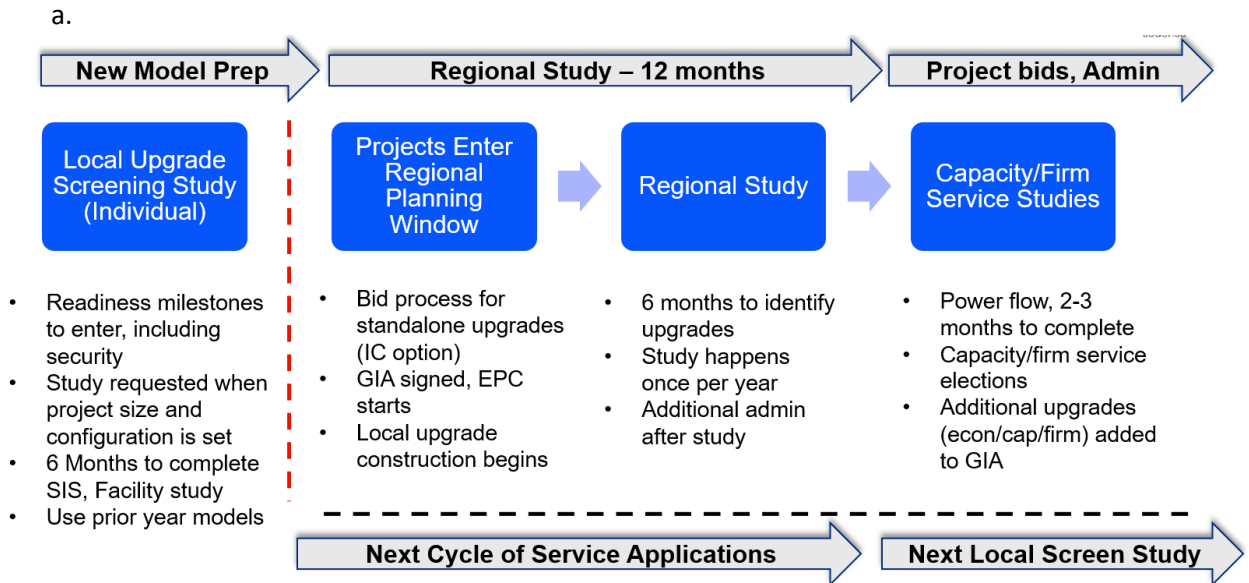 a.
New Model Prep
Regional Study – 12 months
Project bids, Admin
Local Upgrade
Screening Study
(Individual)
Projects Enter
Regional
Planning
Window
Regional Study
Capacity/Firm
Service Studies
• Readiness milestones
to enter, including
security
• Study requested when
project size and
configuration is set
• 6 Months to complete
SIS, Facility study
• Use prior year models
• Bid process for
standalone upgrades
(IC option)
• GIA signed, EPC
starts
• Local upgrade
construction begins
• 6 months to identify
upgrades
• Study happens
once per year
• Additional admin
after study
• Power flow, 2-3
months to complete
• Capacity/firm service
elections
• Additional upgrades
(econ/cap/firm) added
to GIA
Next Cycle of Service Applications
Next Local Screen Study